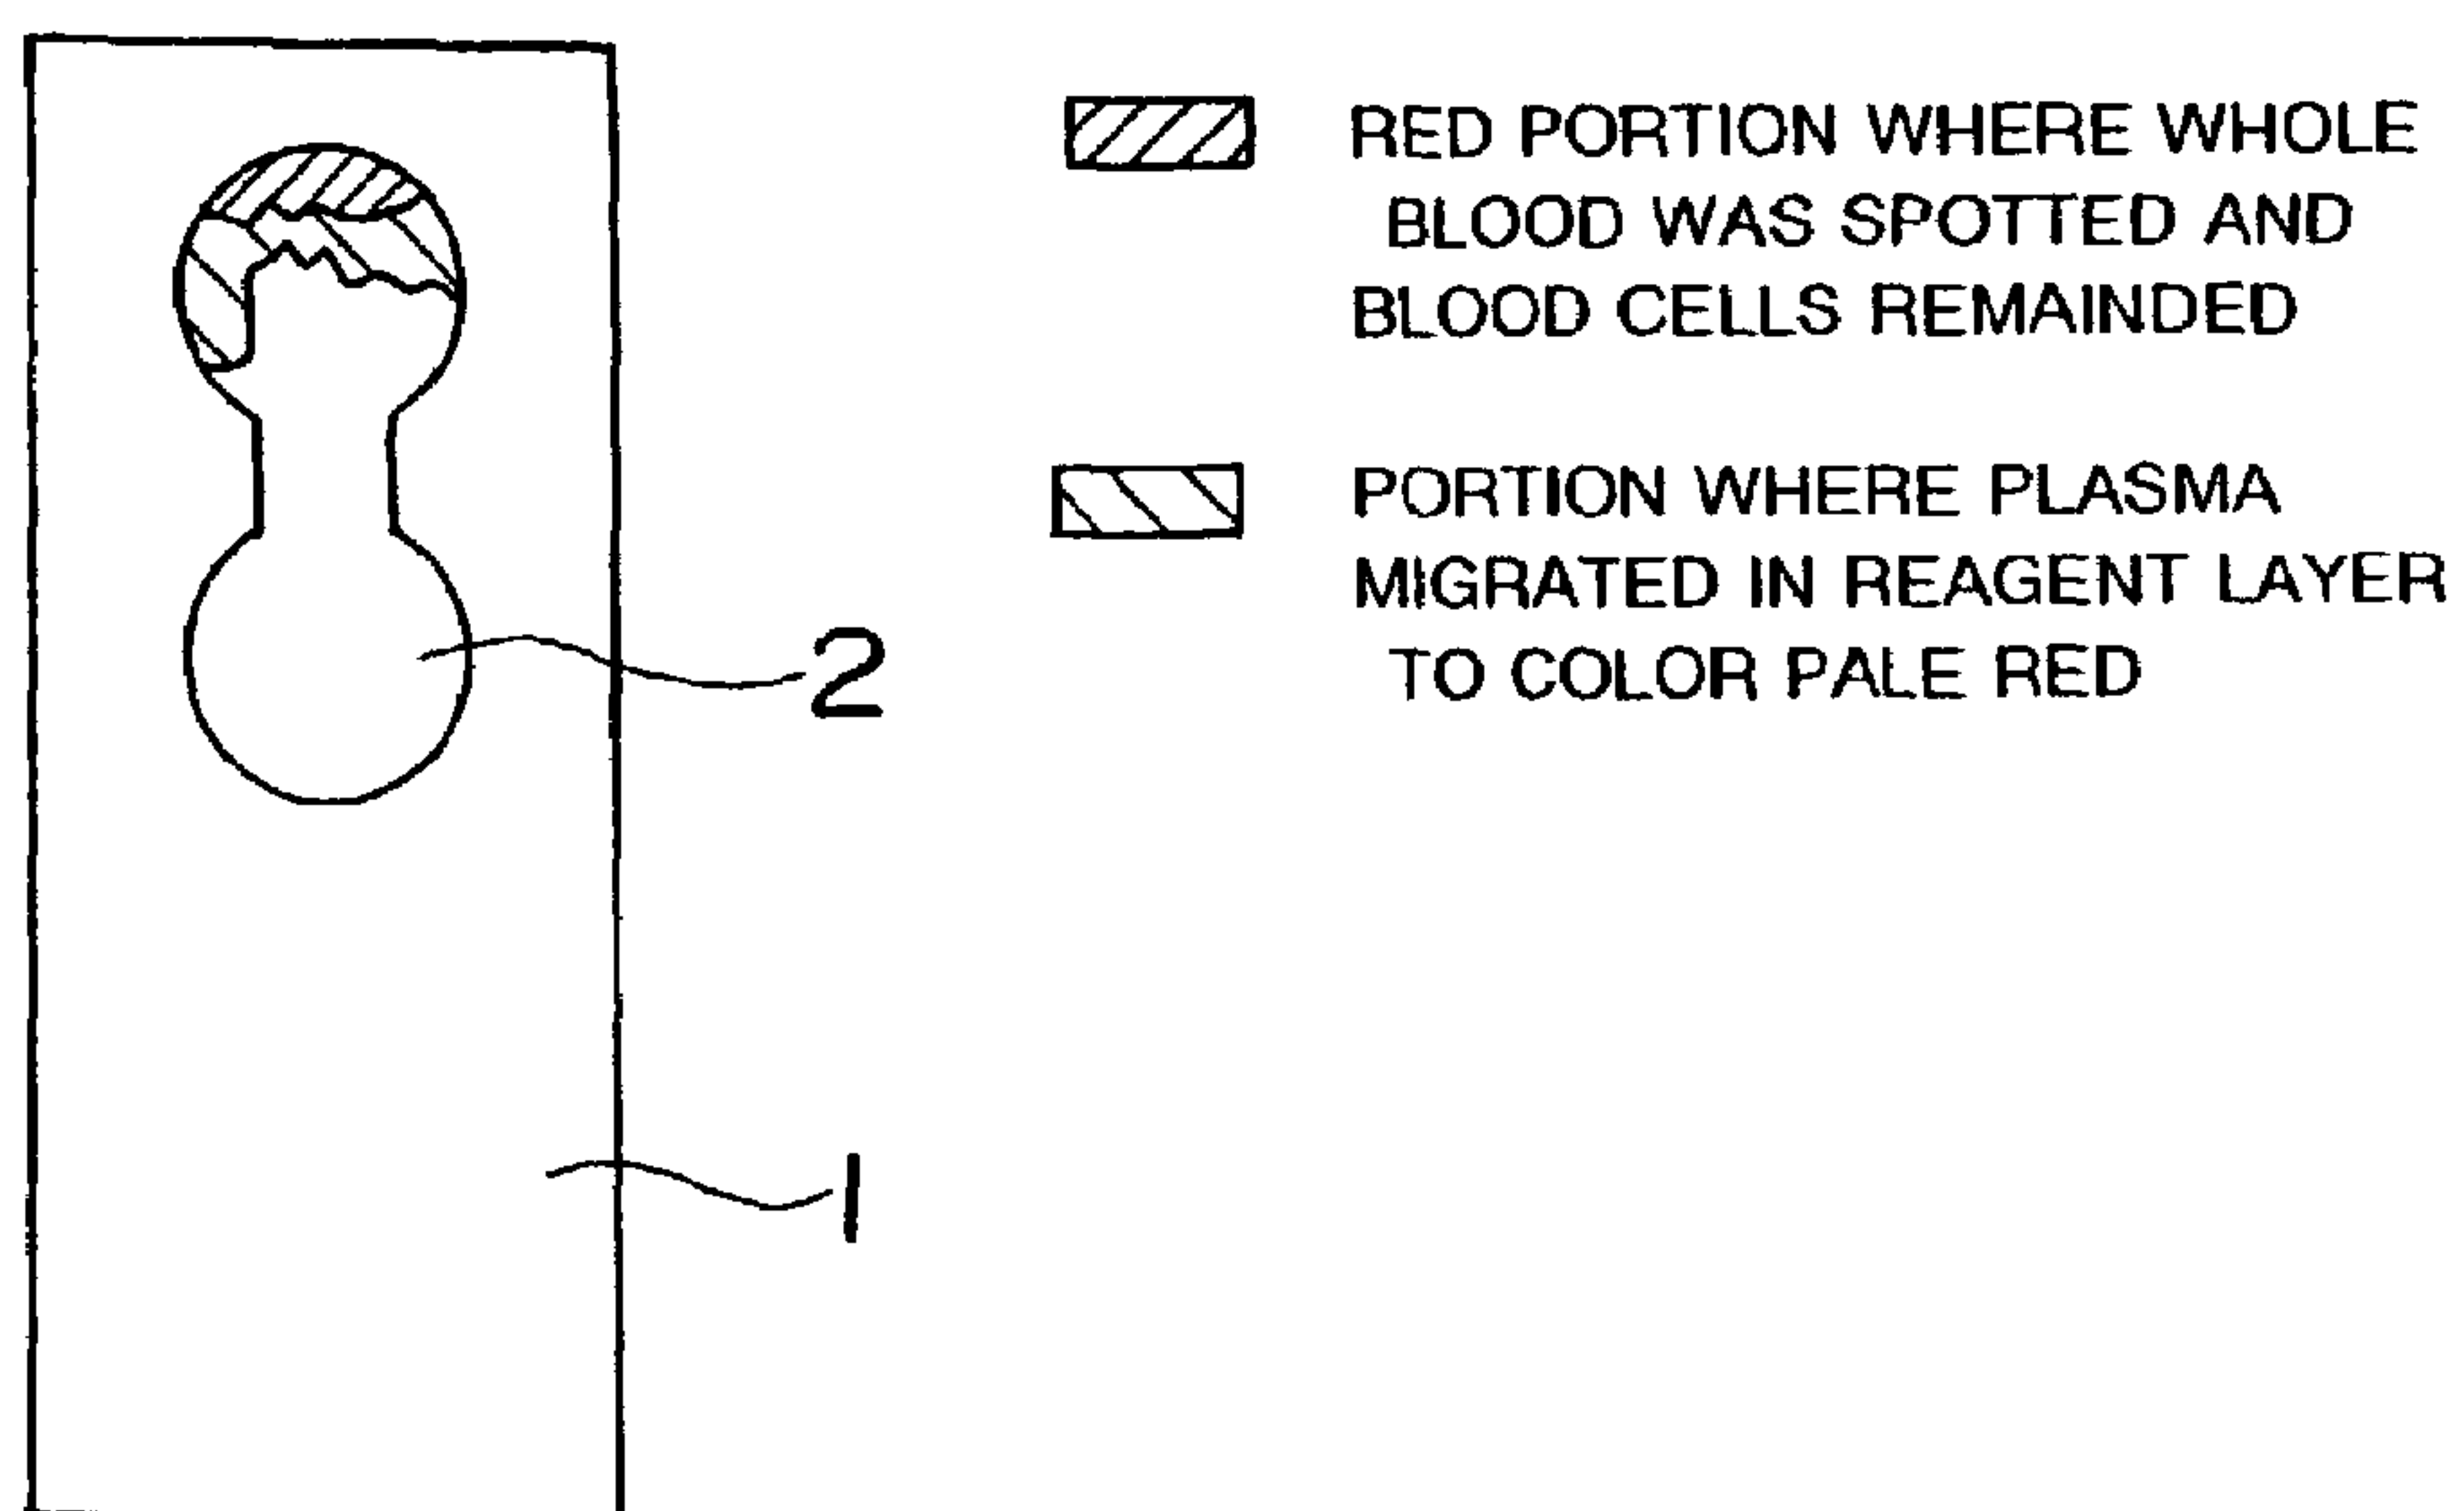 RED PORTION WHERE WHOLE
BLOOD WAS SPOTTED AND
BLOOD CELLS REMAINDED
PORTION WHERE PLASMA
MIGRATED IN REAGENT LAYER
TO COLOR PALE RED
2
1